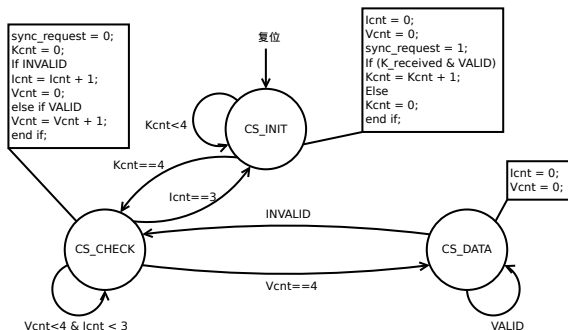 sync_request = 0;
Kcnt = 0;
If INVALID
Icnt = Icnt + 1;
Vcnt = 0;
else if VALID
Vcnt = Vcnt + 1;
end if;
复位
Icnt = 0;
Vcnt = 0;
sync_request = 1;
If (K_received & VALID)
Kcnt = Kcnt + 1;
Else
Kcnt = 0;
end if;
Kcnt<4
CS_INIT
Kcnt==4
Icnt==3
Icnt = 0;
Vcnt = 0;
INVALID
CS_CHECK
CS_DATA
Vcnt==4
Vcnt<4 & Icnt < 3
VALID